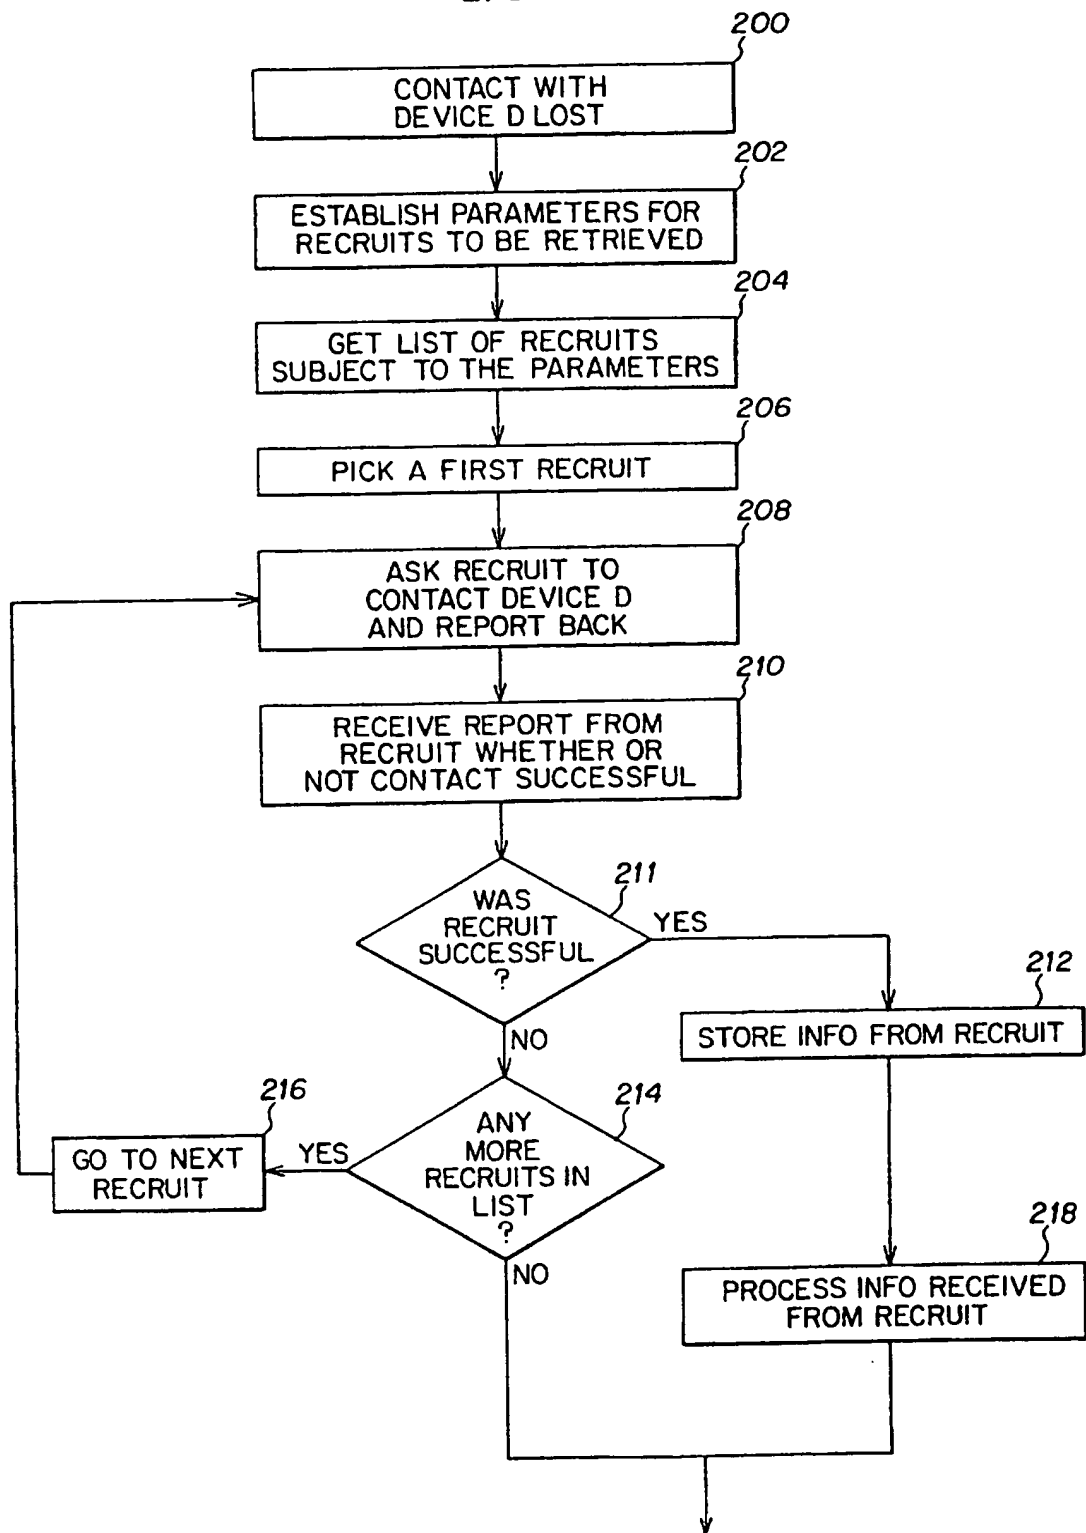 200
CONTACT WITH
DEVICE D LOST
202
ESTABLISH PARAMETERS FOR
RECRUITS TO BE RETRIEVED
204
GET LIST OF RECRUITS
SUBJECT TO THE PARAMETERS
206
PICK A FIRST RECRUIT
208
ASK RECRUIT TO
CONTACT DEVICE D
AND REPORT BACK
210
RECEIVE REPORT FROM
RECRUIT WHETHER OR
NOT CONTACT SUCCESSFUL
211
WAS
RECRUIT
SUCCESSFUL
?
YES
212
STORE INFO FROM RECRUIT
NO
214
ANY
MORE
RECRUITS IN
LIST
?
YES
216
GO TO NEXT
RECRUIT
NO
218
PROCESS INFO RECEIVED
FROM RECRUIT